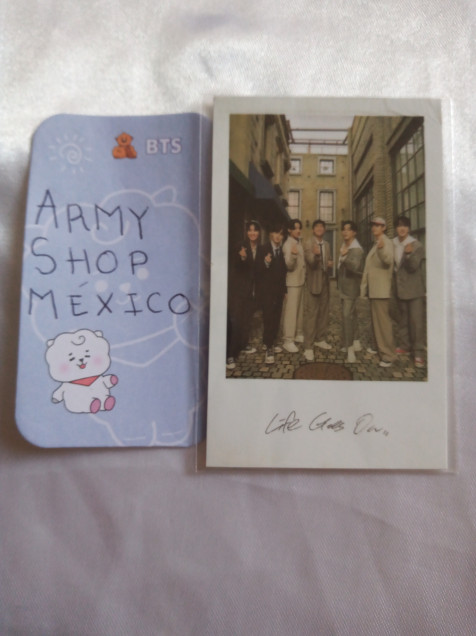 BTS
ARMY
SHOP
MÉXICO
Life Goes On..